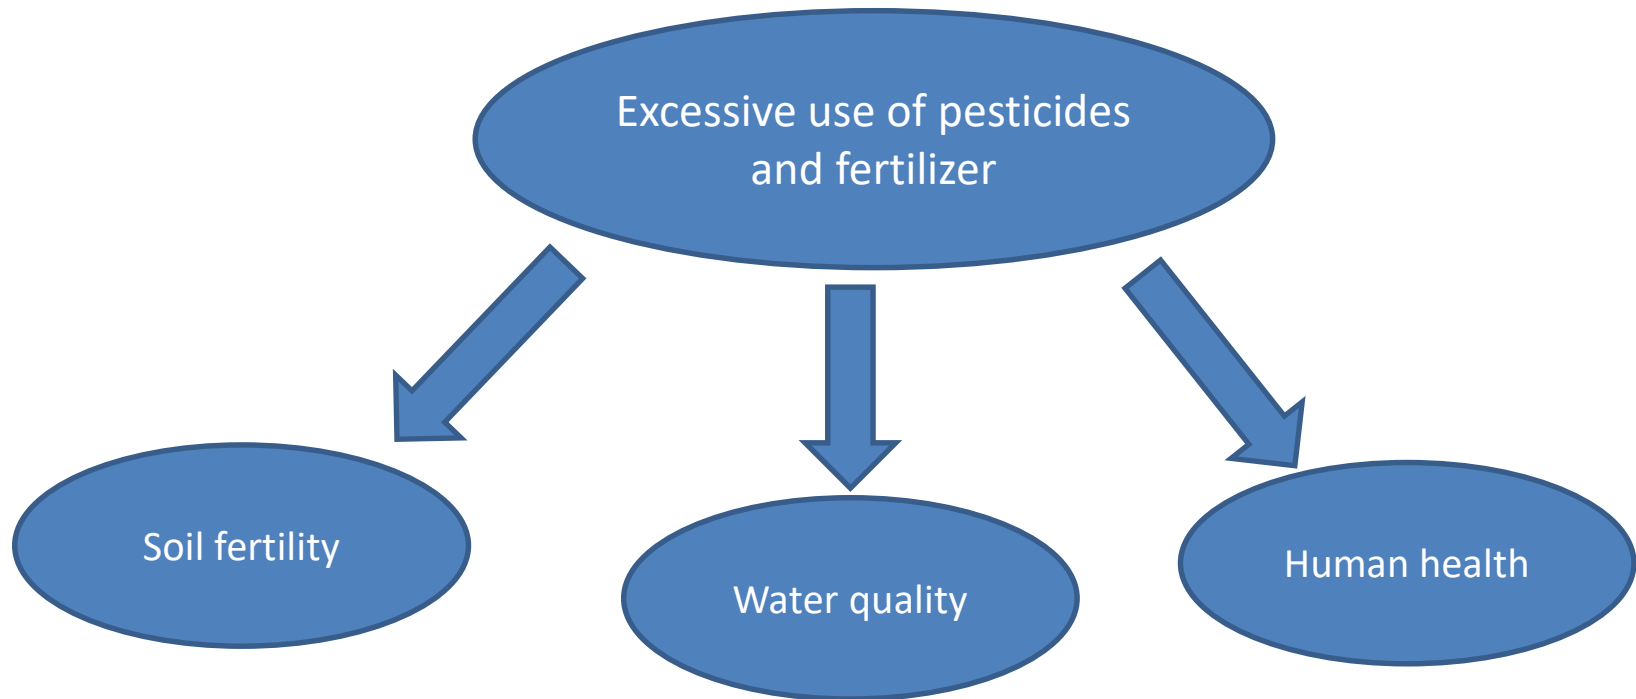 Excessive use of pesticides
and fertilizer
Soil fertility
Water quality
Human health